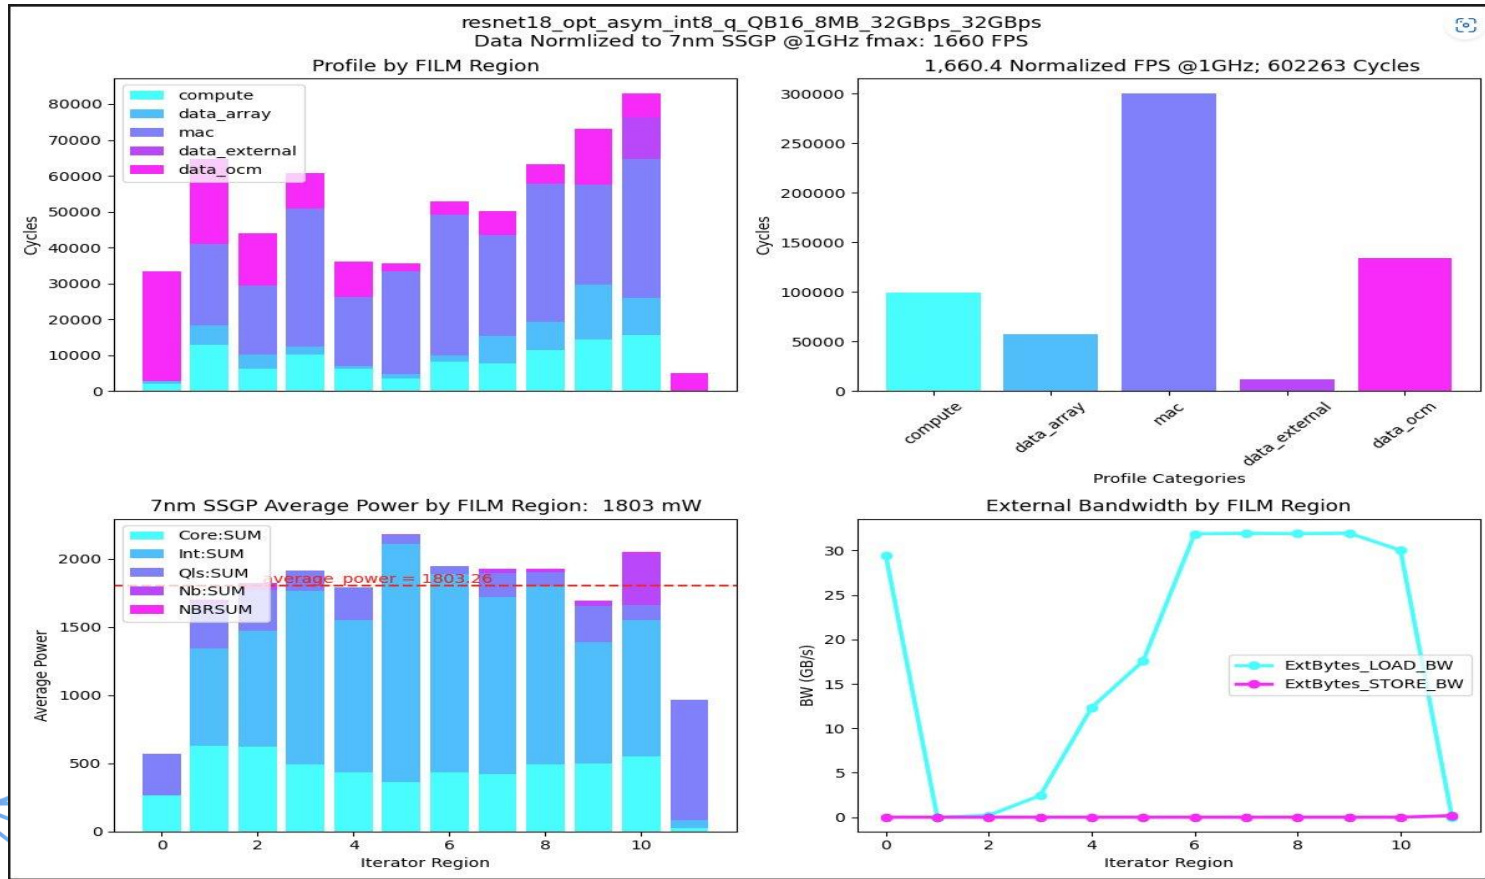 resnet18_opt_asym_int8_q_QB16_8MB_32GBps_32GBps
Data Normlized to 7nm SSGP @1GHz fmax: 1660 FPS
Profile by FILM Region
compute
data_array
mac
data_external
data_ocm
80000
70000
60000
50000
40000
30000
20000
10000
0
Cycles
1,660.4 Normalized FPS @1GHz; 602263 Cycles
300000
250000
200000
150000
100000
50000
0
Cycles
compute
data_array
mac
data_external
data_ocm
Profile Categories
7nm SSGP Average Power by FILM Region:  1803 mW
Core:SUM
Int:SUM
Qls:SUM
Nb:SUM
NBRSUM
average_power = 1803.26
2000
1500
1000
500
0
Average Power
0 2 4 6 8 10
Iterator Region
External Bandwidth by FILM Region
30
25
20
15
10
5
0
BW (GB/s)
ExtBytes_LOAD_BW
ExtBytes_STORE_BW
0 2 4 6 8 10
Iterator Region